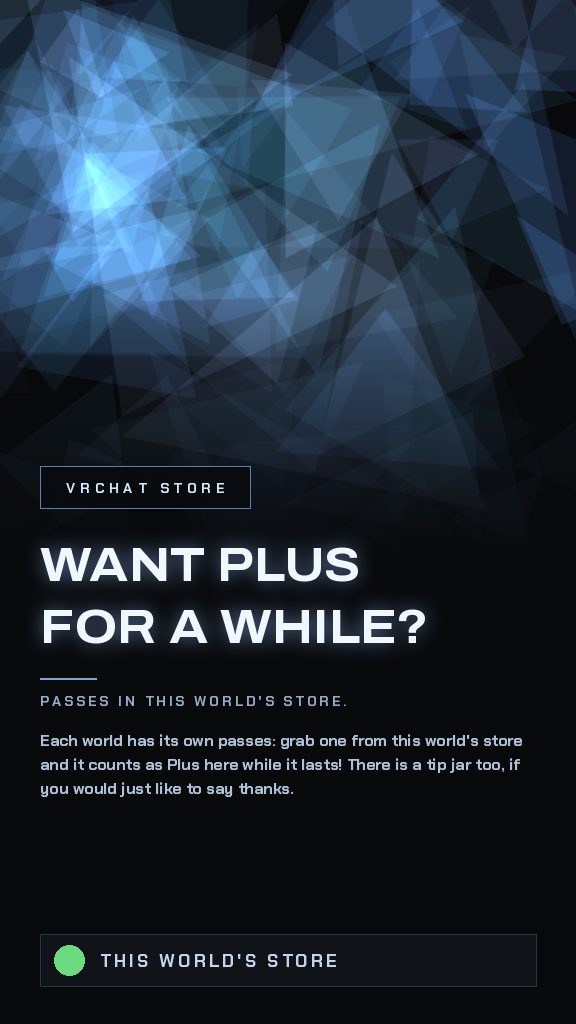 VRCHAT STORE
WANT PLUS
FOR A WHILE?
PASSES IN THIS WORLD'S STORE.
Each world has its own passes: grab one from this world's store
and it counts as Plus here while it lasts! There is a tip jar too, if
you would just like to say thanks.
THIS WORLD'S STORE